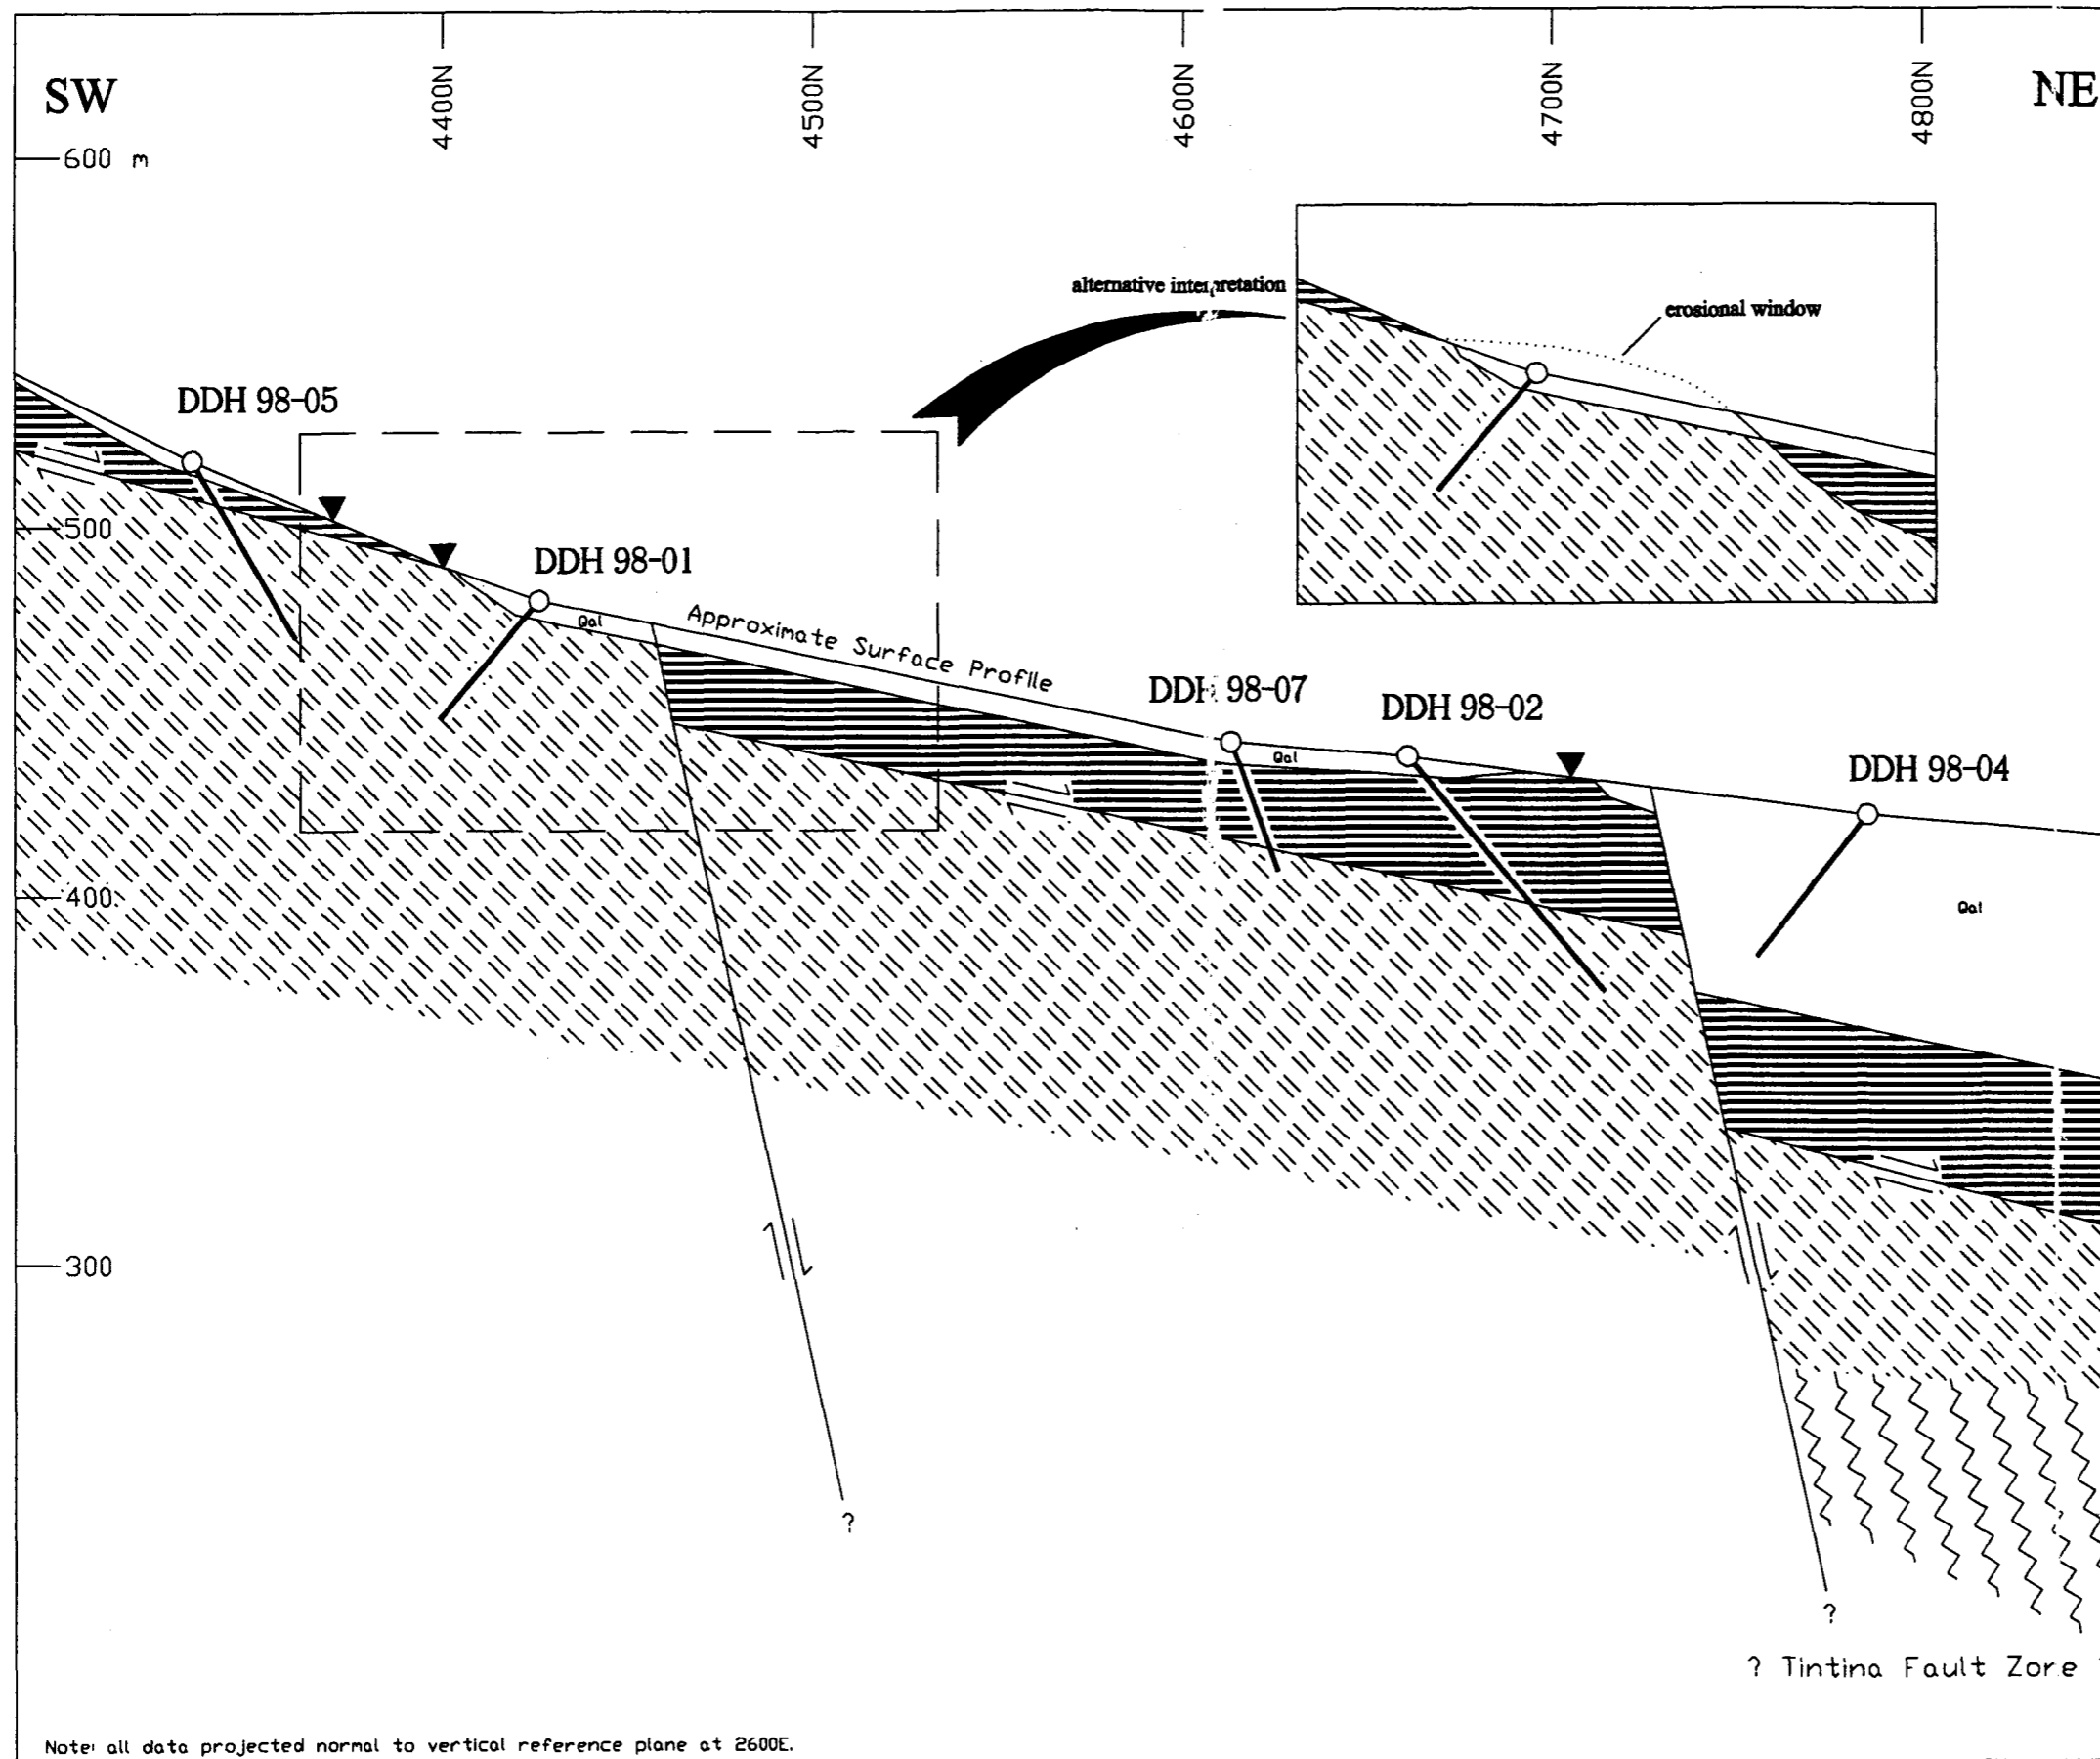 4400N
4500N
4600N
4700N
4800N
SW
NE
600 m
alternative interpretation
erosional window
DDH 98-05
500
DDH 98-01
Qal
Approximate Surface Profile
DDH 98-07
DDH 98-02
Qal
DDH 98-04
400
Qal
300
?
?
? Tintina Fault Zone
Note: all data projected normal to vertical reference plane at 2600E.